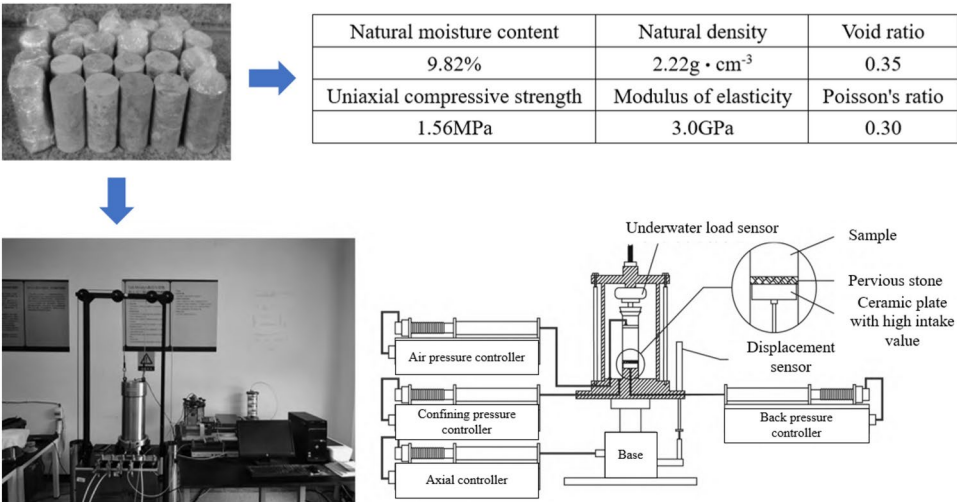 Natural moisture content Natural density Void ratio
9.82% 2.22g·cm⁻³ 0.35
Uniaxial compressive strength Modulus of elasticity Poisson's ratio
1.56MPa 3.0GPa 0.30
Underwater load sensor
Sample
Pervious stone
Ceramic plate
with high intake
value
Displacement
sensor
Air pressure controller
Confining pressure
controller
Axial controller
Base
Back pressure
controller